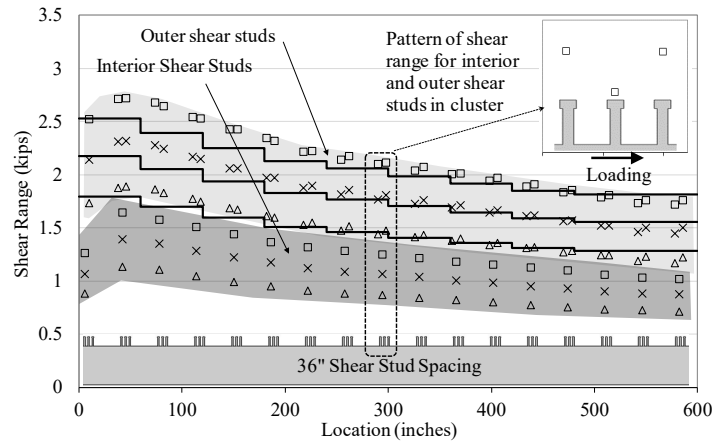 3.5
3
2.5
2
1.5
1
0.5
0
Shear Range (kips)
Outer shear studs
Interior Shear Studs
Pattern of shear
range for interior
and outer shear
studs in cluster
Loading
36" Shear Stud Spacing
0 100 200 300 400 500 600
Location (inches)